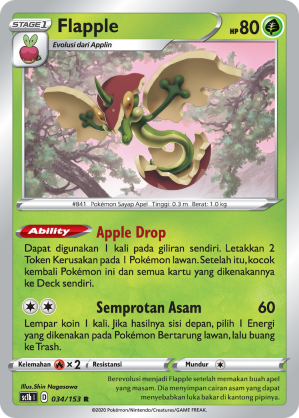 STAGE 1
Flapple
HP 80
Evolusi dari Applin
#841 Pokémon Sayap Apel Tinggi: 0.3 m Berat: 1.0 kg
Ability Apple Drop
Dapat digunakan 1 kali pada giliran sendiri. Letakkan 2
Token Kerusakan pada 1 Pokémon lawan. Setelah itu, kocok
kembali Pokémon ini dan semua kartu yang dikenakannya
ke Deck sendiri.
Semprotan Asam 60
Lempar koin 1 kali. Jika hasilnya sisi depan, pilih 1 Energy
yang dikenakan pada Pokémon Bertarung lawan, lalu buang
ke Trash.
Kelemahan ×2 Resistansi Mundur
Illus. Shin Nagasawa
sc1b I D 034/153 R
Berevolusi menjadi Flapple setelah memakan buah apel
yang masam. Dia menyimpan cairan asam yang dapat
menyebabkan luka bakar di kantong pipinya.
©2020 Pokémon/Nintendo/Creatures/GAME FREAK.